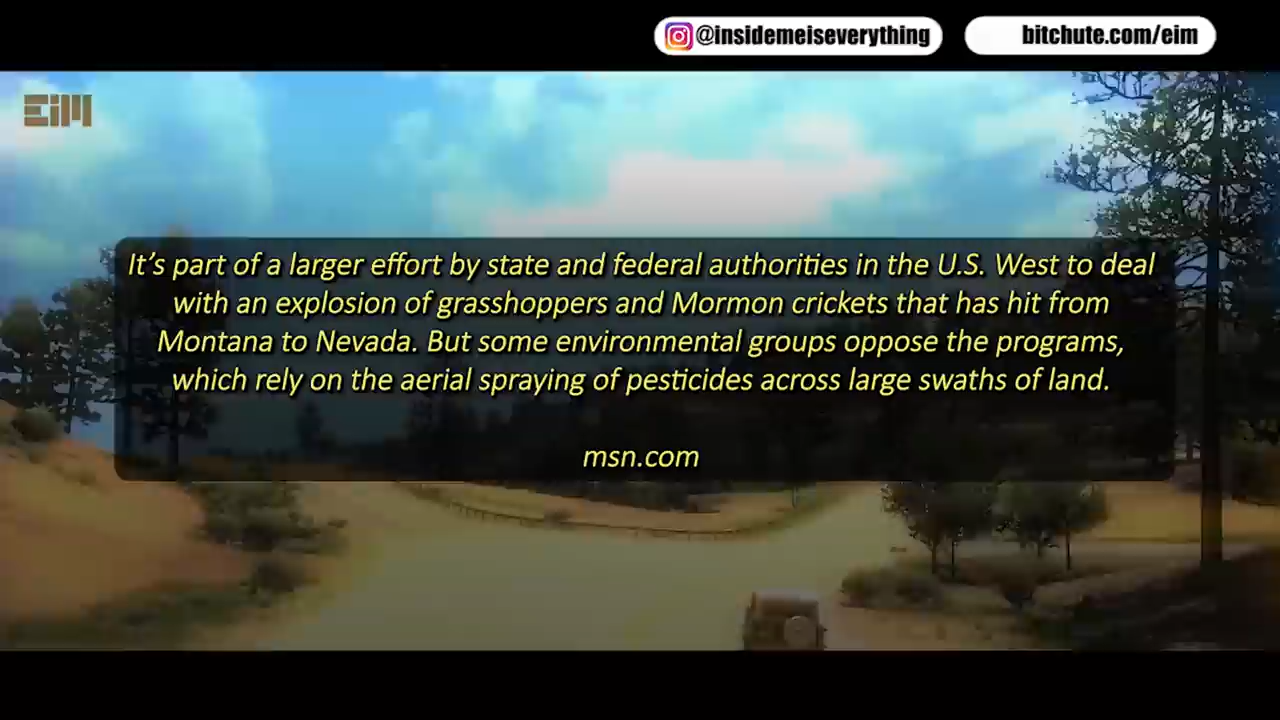 @insidemeiseverything
bitchute.com/eim
EiM
It’s part of a larger effort by state and federal authorities in the U.S. West to deal
with an explosion of grasshoppers and Mormon crickets that has hit from
Montana to Nevada. But some environmental groups oppose the programs,
which rely on the aerial spraying of pesticides across large swaths of land.
msn.com